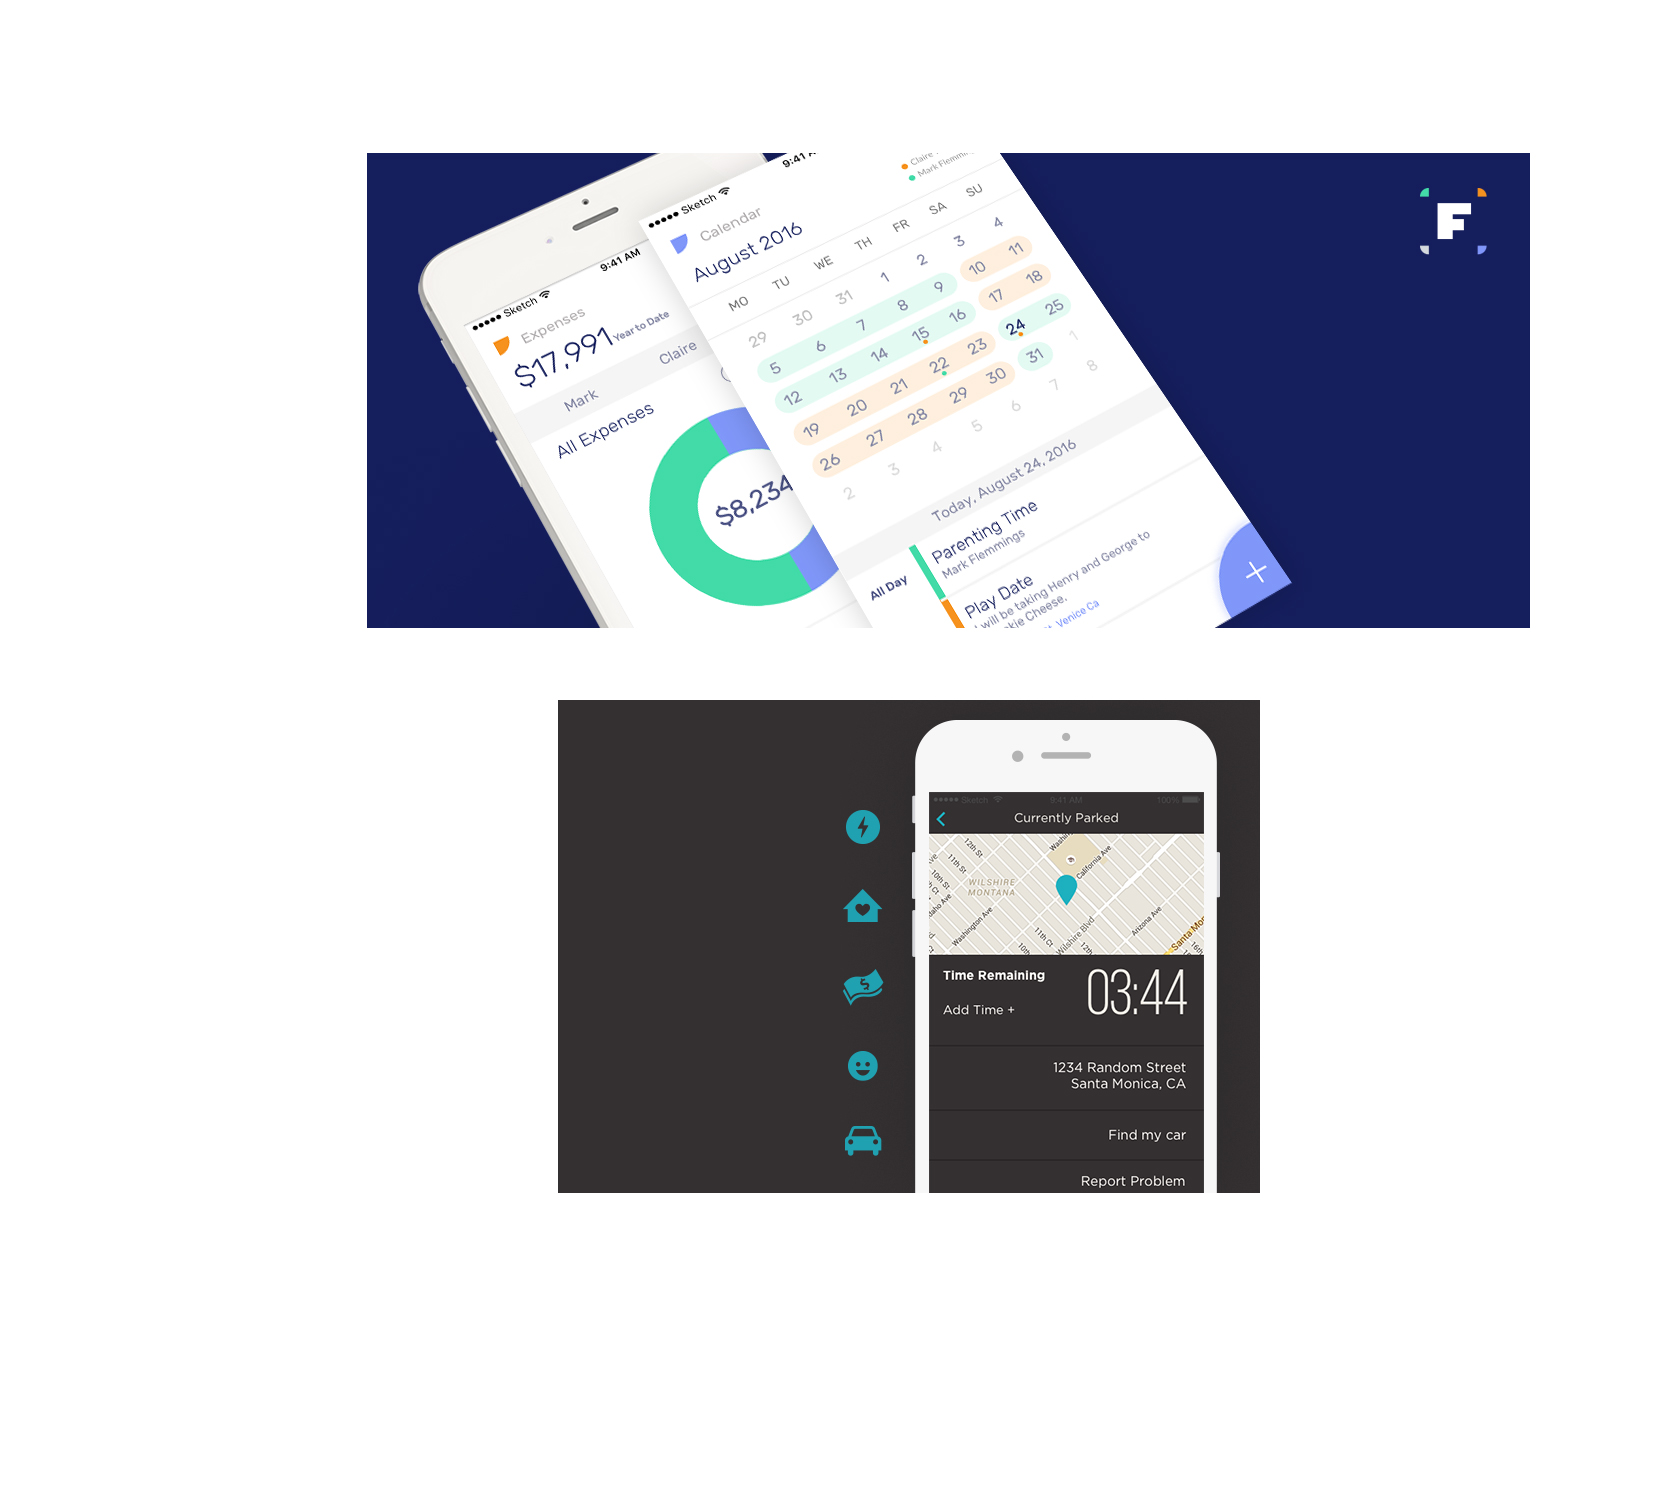 9:41 AM
Sketch
Expenses
$17,991 Year to Date
Mark Claire
All Expenses
$8,234
9:41
Sketch
Claire
Mark Flemmings
Calendar
August 2016
MO TU WE TH FR SA SU
29 30 31 1 2 3 4
5 6 7 8 9 10 11
12 13 14 15 16 17 18
19 20 21 22 23 24 25
26 27 28 29 30 31 1
2 3 4 5 6 7 8
Today, August 24, 2016
All Day
Parenting Time
Mark Flemmings
Play Date
I will be taking Henry and George to
Cheese,
Venice Ca
F
Sketch 9:41 AM 100%
Currently Parked
12th St
11th St
10th St
Washington Ave
California Ave
WILSHIRE
MONTANA
Washington Ave
11th Ct
Wilshire Blvd
Arizona Ave
Time Remaining
03:44
Add Time +
1234 Random Street
Santa Monica, CA
Find my car
Report Problem